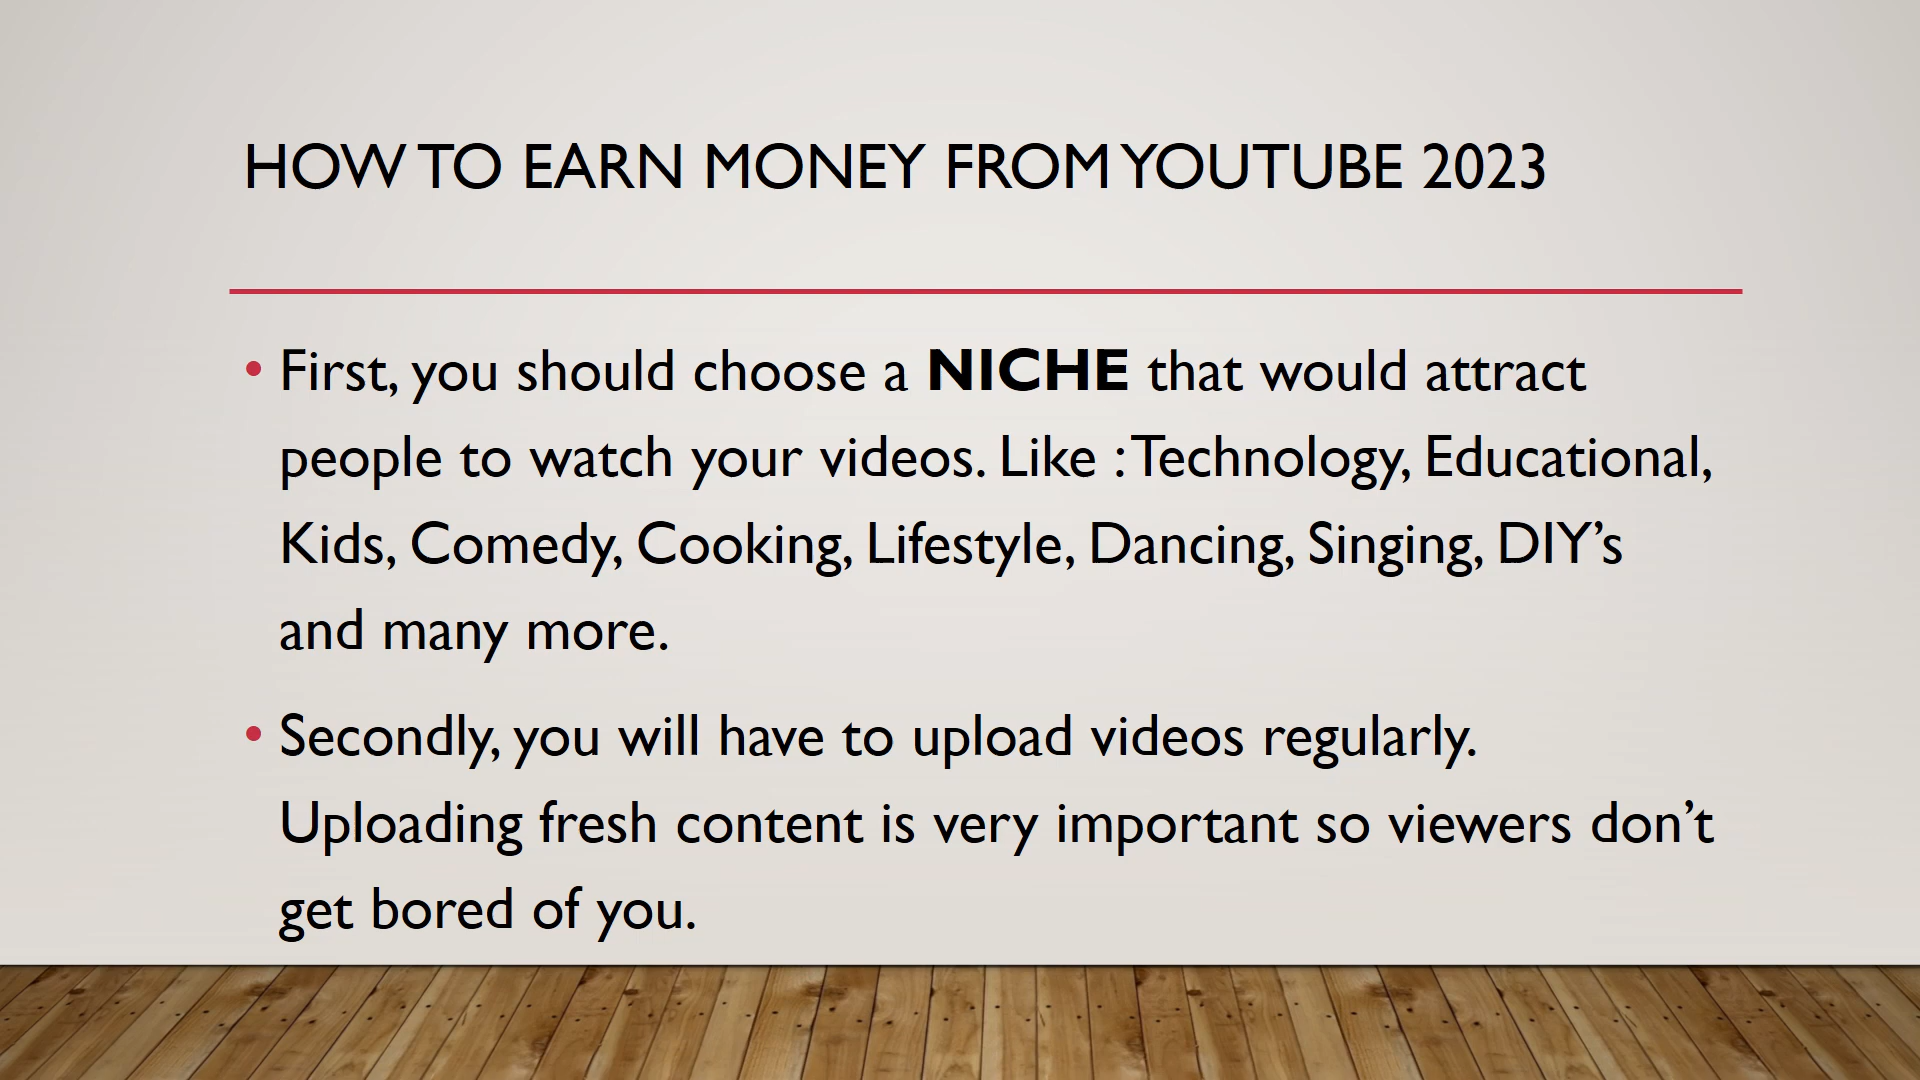 HOW TO EARN MONEY FROM YOUTUBE 2023
• First, you should choose a NICHE that would attract
people to watch your videos. Like : Technology, Educational,
Kids, Comedy, Cooking, Lifestyle, Dancing, Singing, DIY’s
and many more.
• Secondly, you will have to upload videos regularly.
Uploading fresh content is very important so viewers don’t
get bored of you.